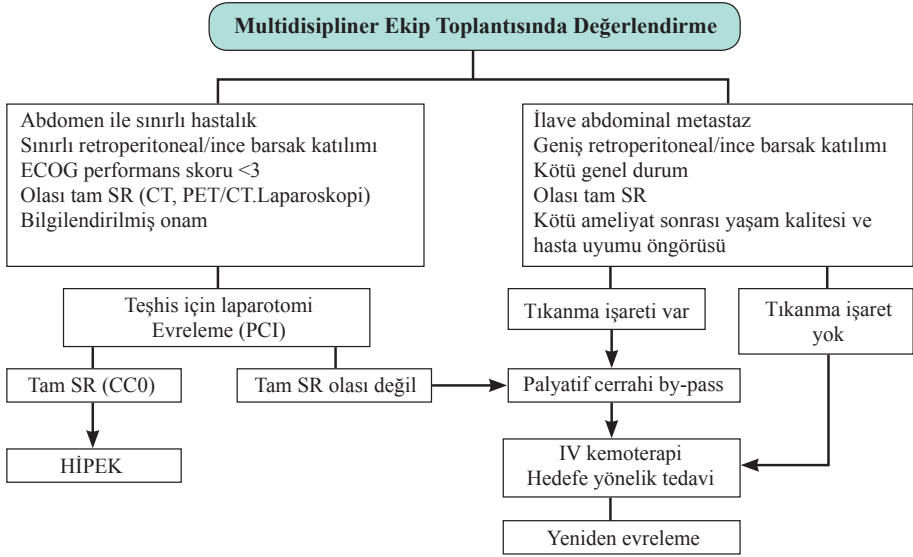 Multidisipliner Ekip Toplantısında Değerlendirme
Abdomen ile sınırlı hastalık
Sınırlı retroperitoneal/ince barsak katılımı
ECOG performans skoru <3
Olası tam SR (CT, PET/CT.Laparoskopi)
Bilgilendirilmiş onam
İlave abdominal metastaz
Geniş retroperitoneal/ince barsak katılımı
Kötü genel durum
Olası tam SR
Kötü ameliyat sonrası yaşam kalitesi ve
hasta uyumu öngörüsü
Teşhis için laparotomi
Evreleme (PCI)
Tıkanma işareti var
Tıkanma işaret
yok
Tam SR (CC0)
Tam SR olası değil
Palyatif cerrahi by-pass
HİPEK
IV kemoterapi
Hedefe yönelik tedavi
Yeniden evreleme